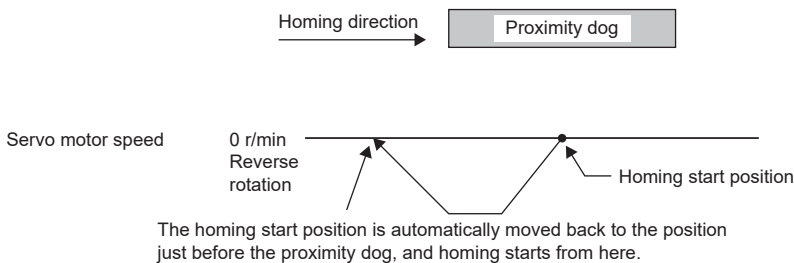 Homing direction
Proximity dog
Servo motor speed
0 r/min
Reverse
rotation
Homing start position
The homing start position is automatically moved back to the position
just before the proximity dog, and homing starts from here.